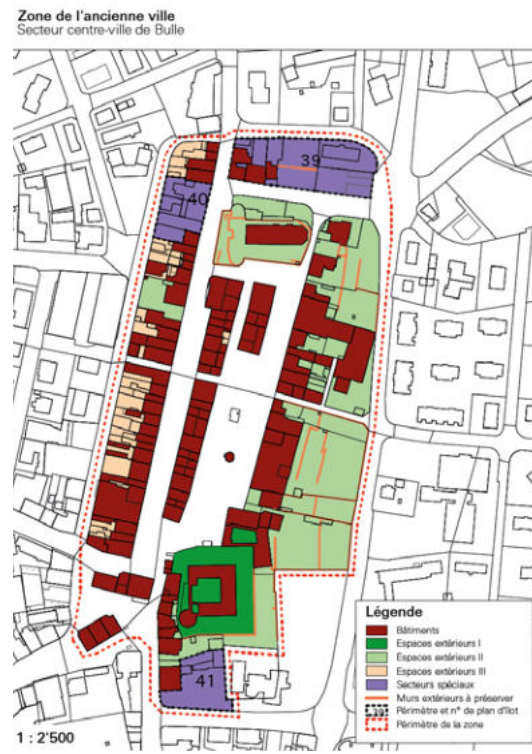 Zone de l'ancienne ville
Secteur centre-ville de Bulle
39
40
41
Légende
Bâtiments
Espaces extérieurs I
Espaces extérieurs II
Espaces extérieurs III
Secteurs spéciaux
Murs extérieurs à préserver
39 Périmètre et n° de plan d'îlot
Périmètre de la zone
1 : 2'500